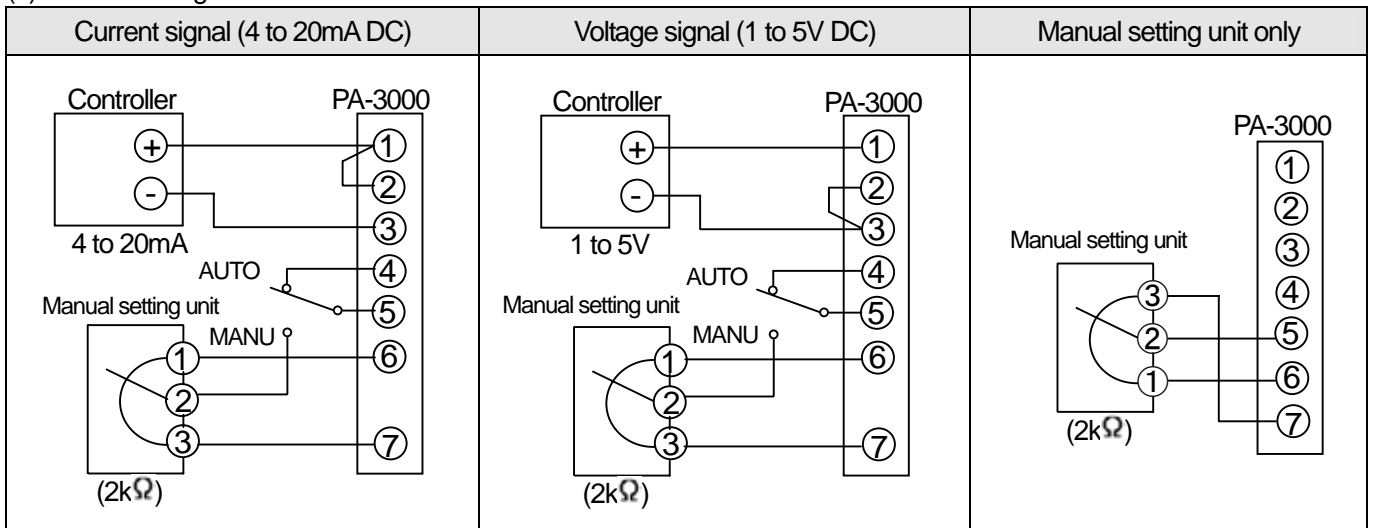 Current signal (4 to 20mA DC)
Voltage signal (1 to 5V DC)
Manual setting unit only
Controller
PA-3000
+
-
4 to 20mA
1
2
3
4
5
6
7
AUTO
MANU
Manual setting unit
1
2
3
(2kΩ)
Controller
PA-3000
+
-
1 to 5V
1
2
3
4
5
6
7
AUTO
MANU
Manual setting unit
1
2
3
(2kΩ)
PA-3000
1
2
3
4
5
6
7
Manual setting unit
3
2
1
(2kΩ)